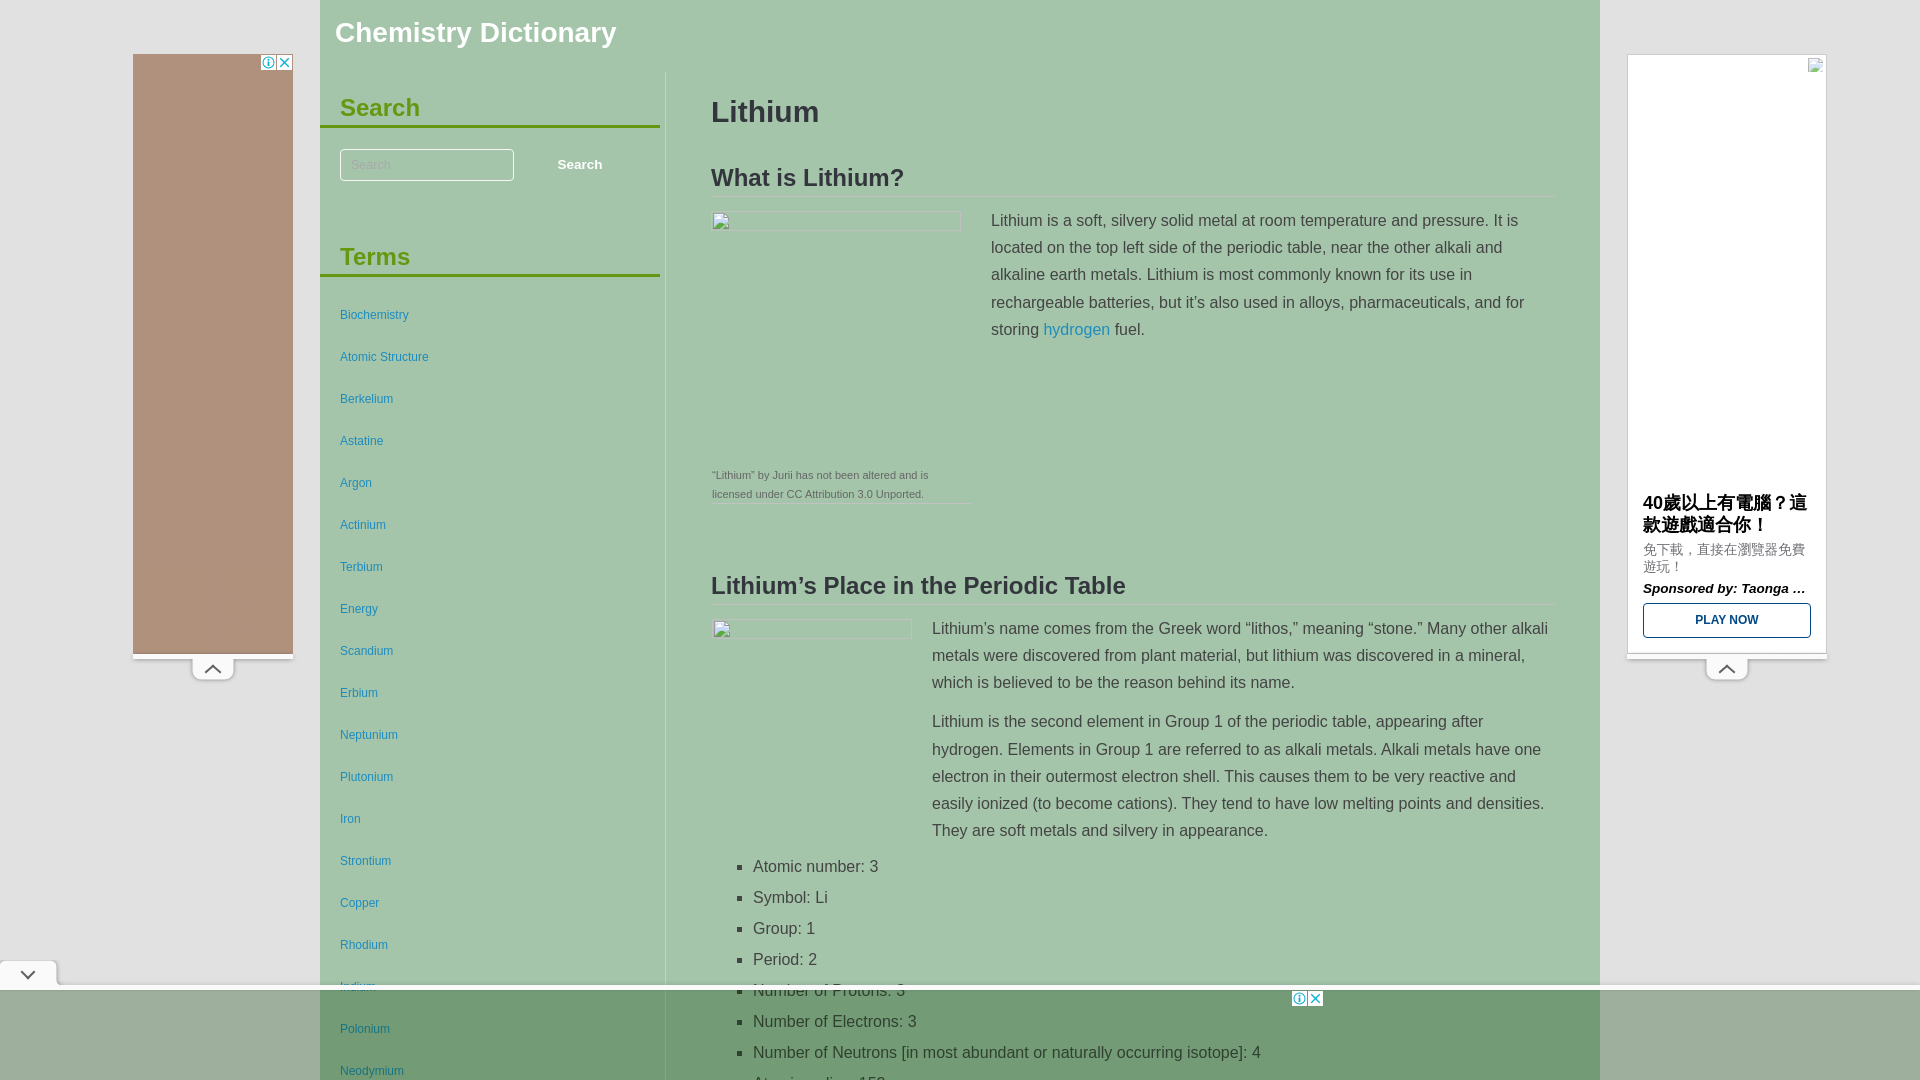 Chemistry Dictionary
Search
Search
Search
Terms
Biochemistry
Atomic Structure
Berkelium
Astatine
Argon
Actinium
Terbium
Energy
Scandium
Erbium
Neptunium
Plutonium
Iron
Strontium
Copper
Rhodium
Indium
Polonium
Neodymium
Lithium
What is Lithium?
Lithium is a soft, silvery solid metal at room temperature and pressure. It is
located on the top left side of the periodic table, near the other alkali and
alkaline earth metals. Lithium is most commonly known for its use in
rechargeable batteries, but it’s also used in alloys, pharmaceuticals, and for
storing hydrogen fuel.
“Lithium” by Jurii has not been altered and is
licensed under CC Attribution 3.0 Unported.
Lithium’s Place in the Periodic Table
Lithium’s name comes from the Greek word “lithos,” meaning “stone.” Many other alkali
metals were discovered from plant material, but lithium was discovered in a mineral,
which is believed to be the reason behind its name.
Lithium is the second element in Group 1 of the periodic table, appearing after
hydrogen. Elements in Group 1 are referred to as alkali metals. Alkali metals have one
electron in their outermost electron shell. This causes them to be very reactive and
easily ionized (to become cations). They tend to have low melting points and densities.
They are soft metals and silvery in appearance.
Atomic number: 3
Symbol: Li
Group: 1
Period: 2
Number of Protons: 3
Number of Electrons: 3
Number of Neutrons [in most abundant or naturally occurring isotope]: 4
40歲以上有電腦？這
款遊戲適合你！
免下載，直接在瀏覽器免費
遊玩！
Sponsored by: Taonga …
PLAY NOW